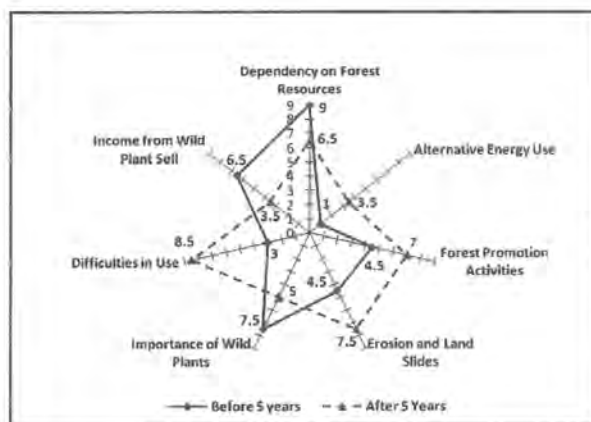 Dependency on Forest
Resources
9
9
8
7
6.5
6
5
4
3
2
1
0
Income from Wild
Plant Sell
6.5
3.5
Alternative Energy Use
1
3.5
8.5
Difficulties in Use
3
7
4.5
Forest Promotion
Activities
4.5
5
7.5
Importance of Wild
Plants
7.5
Erosion and Land
Slides
Before 5 years
After 5 Years